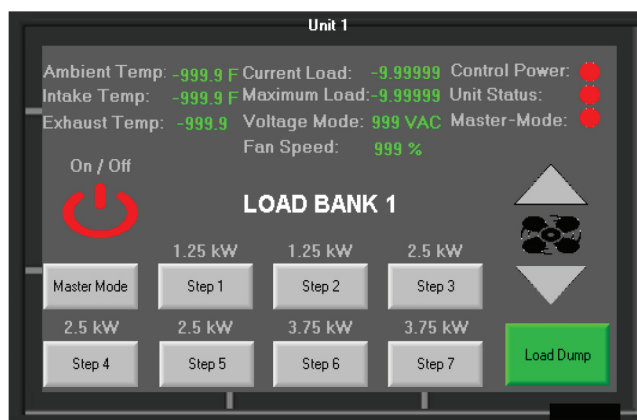 Unit 1
Ambient Temp: -999.9 F Current Load: -9.99999 Control Power:
Intake Temp: -999.9 F Maximum Load: -9.99999 Unit Status:
Exhaust Temp: -999.9 Voltage Mode: 999 VAC Master-Mode:
Fan Speed: 999 %
On / Off
LOAD BANK 1
1.25 kW 1.25 kW 2.5 kW
Master Mode Step 1 Step 2 Step 3
2.5 kW 2.5 kW 3.75 kW 3.75 kW
Step 4 Step 5 Step 6 Step 7 Load Dump